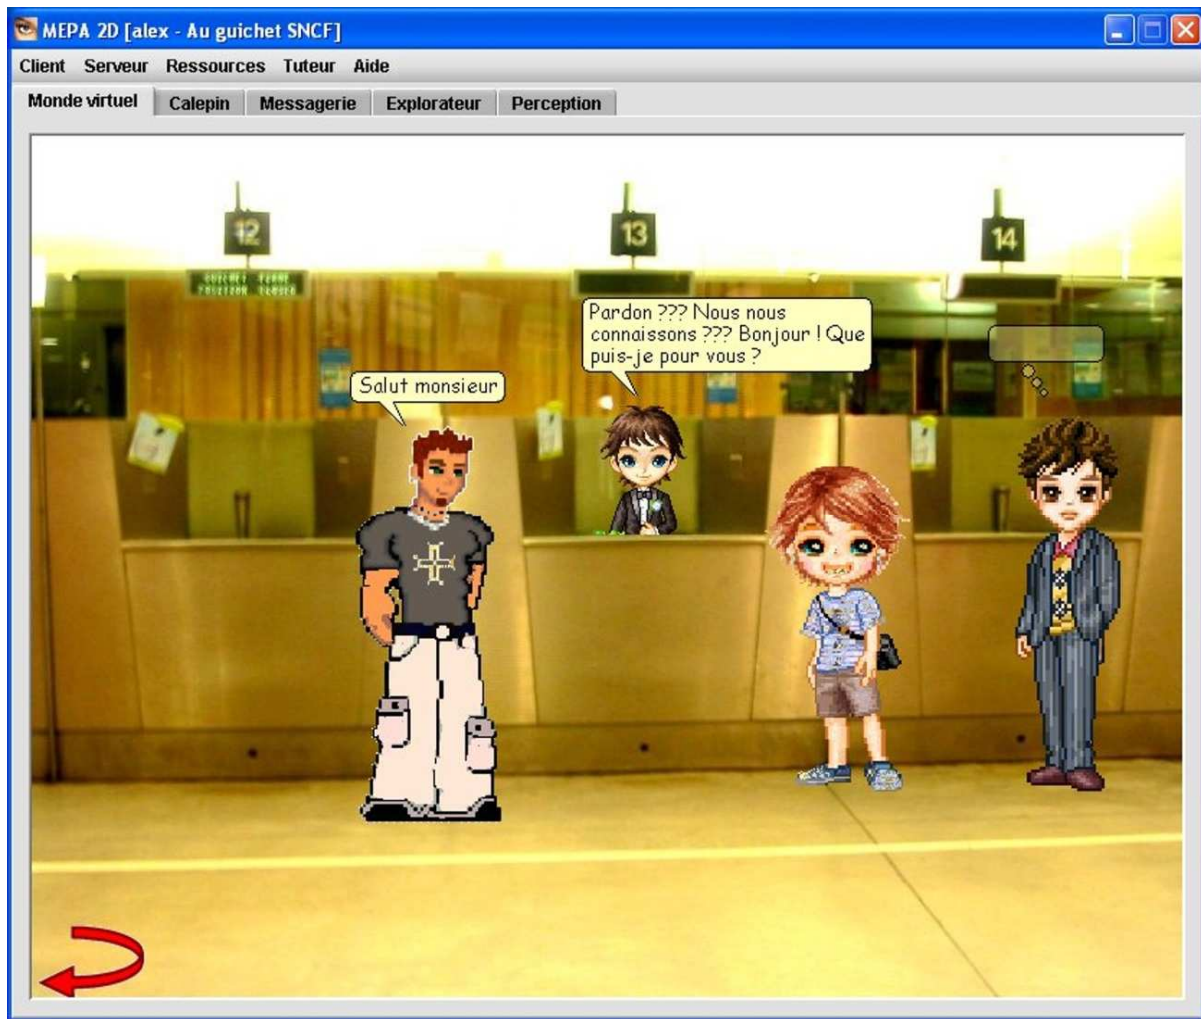 MEPA 2D [alex - Au guichet SNCF]
Client Serveur Ressources Tuteur Aide
Monde virtuel Calepin Messagerie Explorateur Perception
12
13
14
Pardon ??? Nous nous
connaissons ??? Bonjour ! Que
puis-je pour vous ?
Salut monsieur